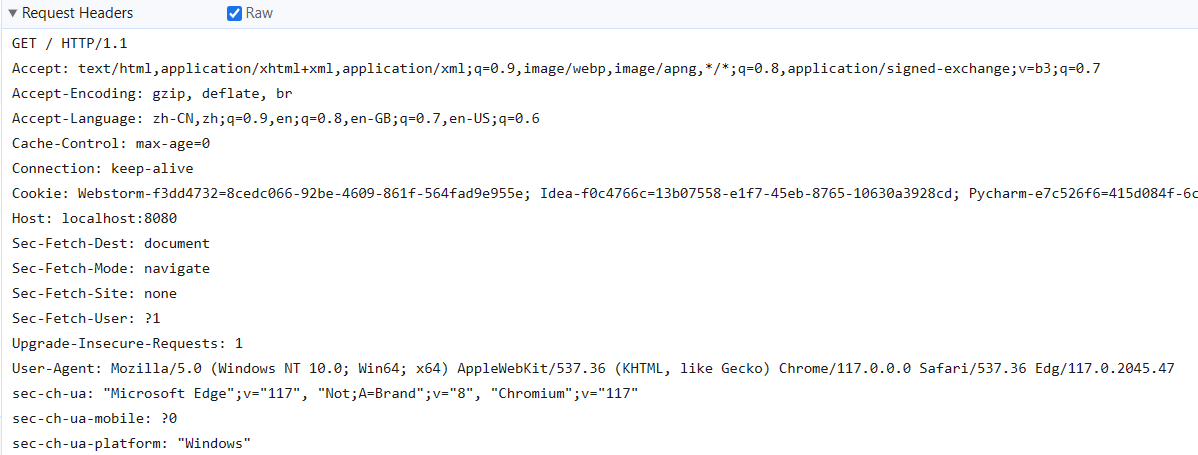 Request Headers Raw
GET / HTTP/1.1
Accept: text/html,application/xhtml+xml,application/xml;q=0.9,image/webp,image/apng,*/*;q=0.8,application/signed-exchange;v=b3;q=0.7
Accept-Encoding: gzip, deflate, br
Accept-Language: zh-CN,zh;q=0.9,en;q=0.8,en-GB;q=0.7,en-US;q=0.6
Cache-Control: max-age=0
Connection: keep-alive
Cookie: Webstorm-f3dd4732=8cedc066-92be-4609-861f-564fad9e955e; Idea-f0c4766c=13b07558-e1f7-45eb-8765-10630a3928cd; Pycharm-e7c526f6=415d084f-6c
Host: localhost:8080
Sec-Fetch-Dest: document
Sec-Fetch-Mode: navigate
Sec-Fetch-Site: none
Sec-Fetch-User: ?1
Upgrade-Insecure-Requests: 1
User-Agent: Mozilla/5.0 (Windows NT 10.0; Win64; x64) AppleWebKit/537.36 (KHTML, like Gecko) Chrome/117.0.0.0 Safari/537.36 Edg/117.0.2045.47
sec-ch-ua: "Microsoft Edge";v="117", "Not;A=Brand";v="8", "Chromium";v="117"
sec-ch-ua-mobile: ?0
sec-ch-ua-platform: "Windows"